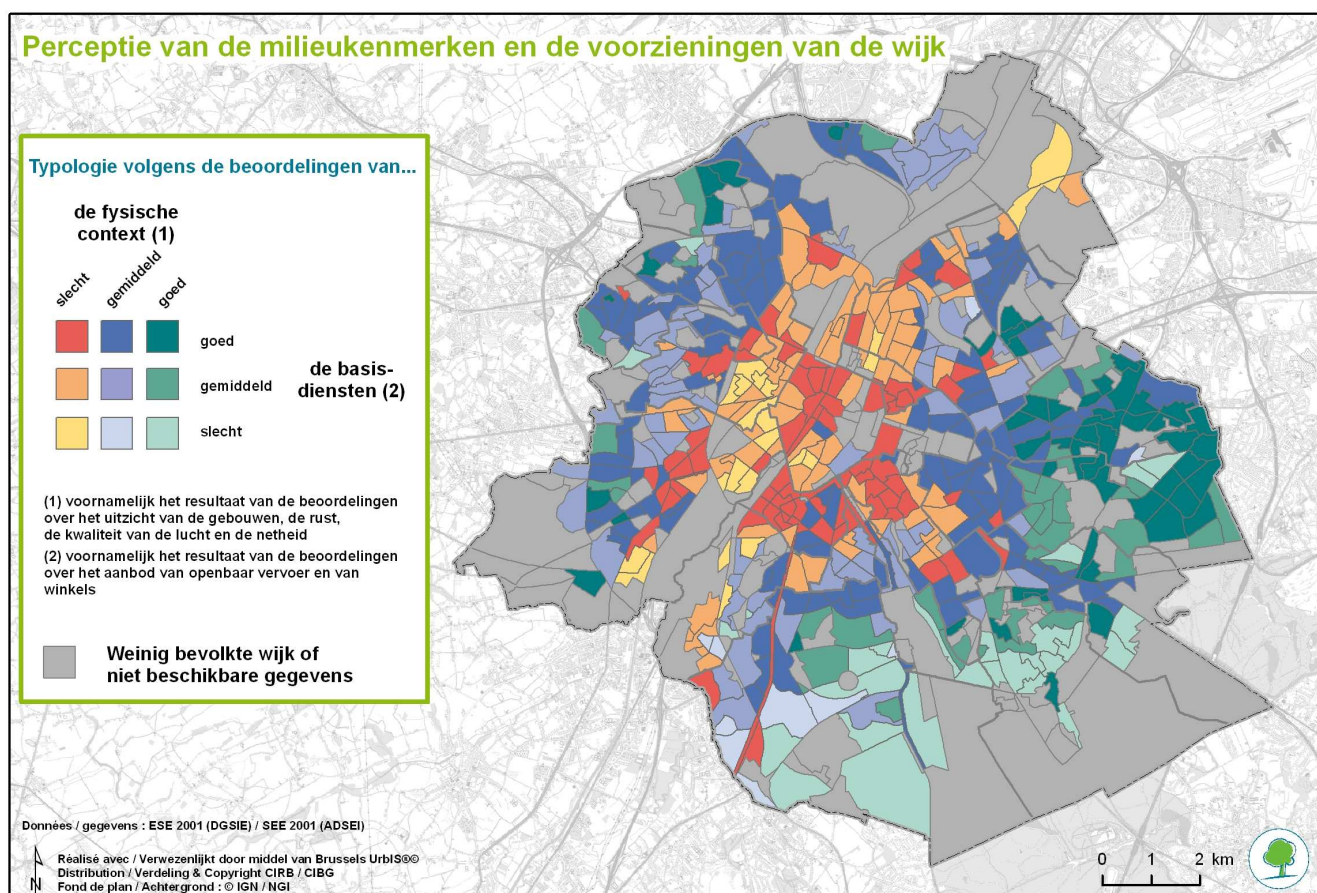 Perceptie van de milieukenmerken en de voorzieningen van de wijk
Typologie volgens de beoordelingen van...
de fysische
context (1)
slecht
gemiddeld
goed
goed
gemiddeld
slecht
de basis-
diensten (2)
(1) voornamelijk het resultaat van de beoordelingen
over het uitzicht van de gebouwen, de rust,
de kwaliteit van de lucht en de netheid
(2) voornamelijk het resultaat van de beoordelingen
over het aanbod van openbaar vervoer en van
winkels
Weinig bevolkte wijk of
niet beschikbare gegevens
Données / gegevens : ESE 2001 (DGSIE) / SEE 2001 (ADSEI)
N
Réalisé avec / Verwezenlijkt door middel van Brussels UrbIS®©
Distribution / Verdeling & Copyright CIRB / CIBG
Fond de plan / Achtergrond : © IGN / NGI
0 1 2 km